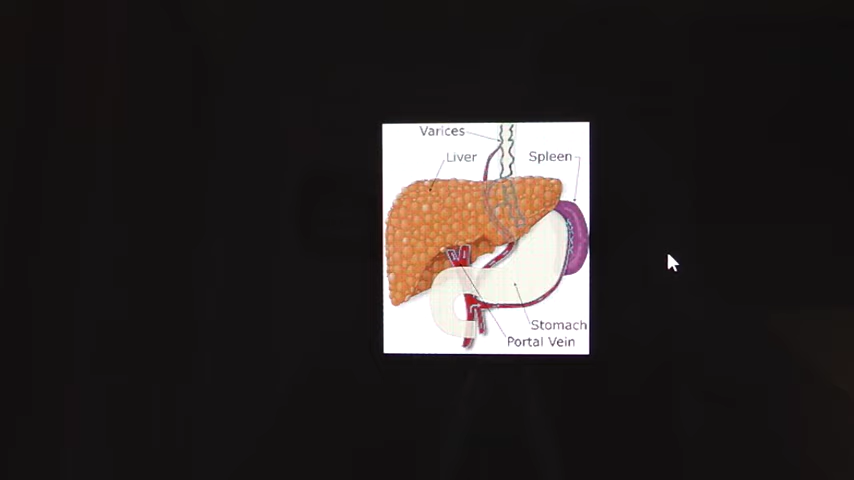 Varices
Liver
Spleen
Stomach
Portal Vein